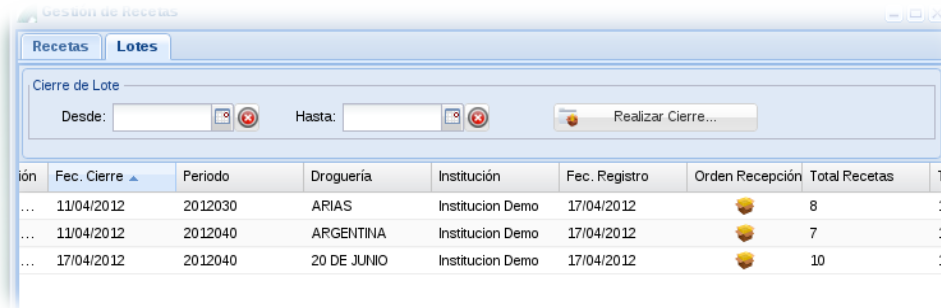 Gestión de Recetas
Recetas Lotes
Cierre de Lote
Desde: Hasta: Realizar Cierre...
ión Fec. Cierre Periodo Droguería Institución Fec. Registro Orden Recepción Total Recetas
... 11/04/2012 2012030 ARIAS Institucion Demo 17/04/2012 8
... 11/04/2012 2012040 ARGENTINA Institucion Demo 17/04/2012 7
... 17/04/2012 2012040 20 DE JUNIO Institucion Demo 17/04/2012 10